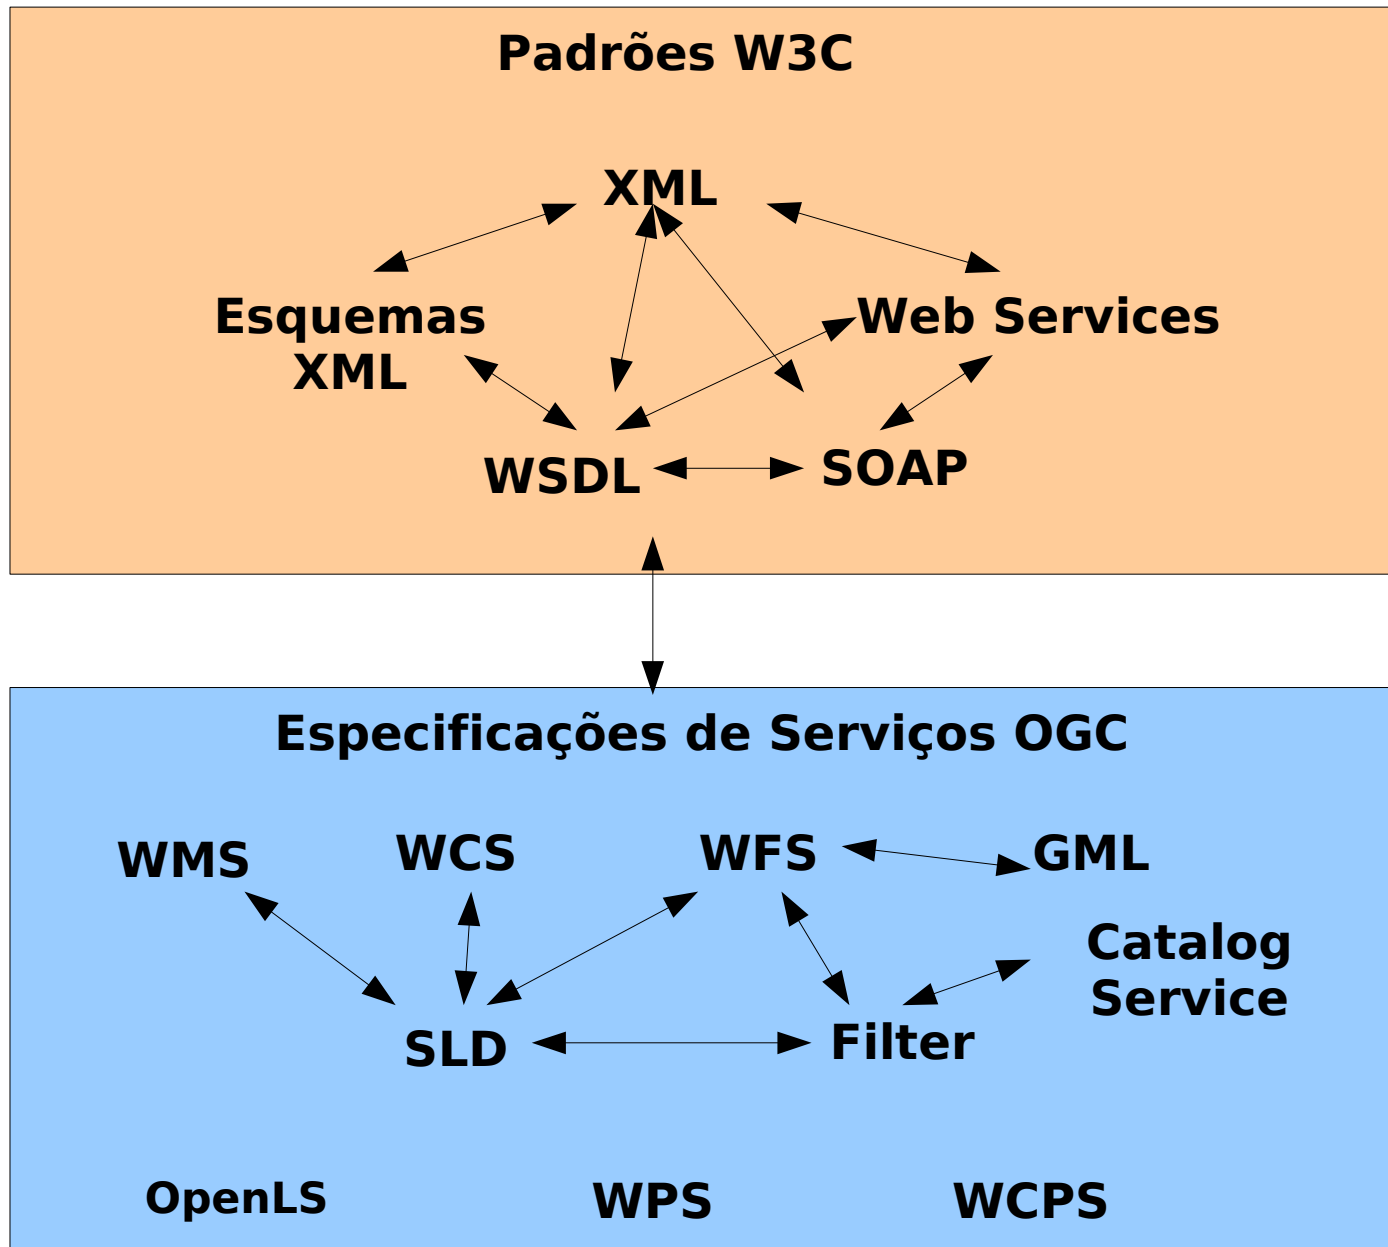 Padrões W3C
XML
Esquemas
XML
Web Services
WSDL
SOAP
Especificações de Serviços OGC
WMS
WCS
WFS
GML
Catalog
Service
SLD
Filter
OpenLS
WPS
WCPS